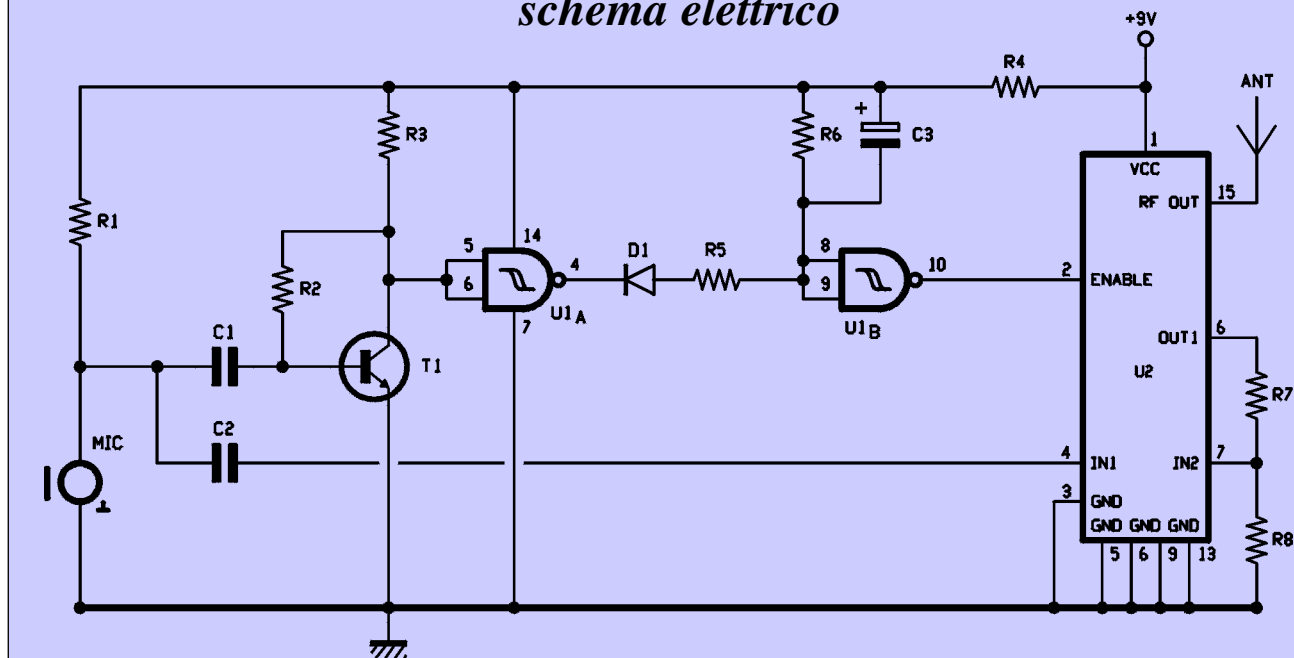 schema elettrico
+9V
R4
ANT
R3
R6
+
C3
1
VCC
RF OUT
15
R1
5
14
6
4
D1
R5
8
9
10
2
ENABLE
R2
U1A
7
U1B
OUT1
6
C1
T1
U2
R7
MIC
C2
4
IN1
IN2
7
3
GND
GND GND GND
R8
5
6
9
13